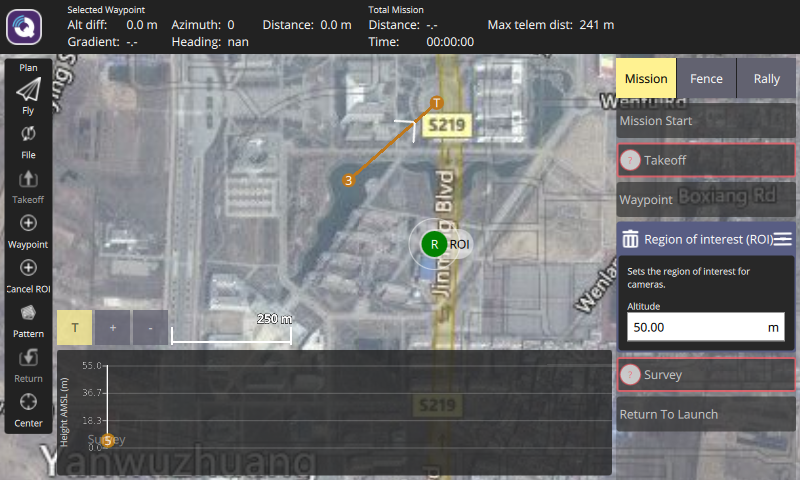 Selected Waypoint
Alt diff: 0.0 m Azimuth: 0 Distance: 0.0 m
Gradient: -.- Heading: nan
Total Mission
Distance: -.- Max telem dist: 241 m
Time: 00:00:00
Plan
Fly
File
Takeoff
Waypoint
Cancel ROI
Pattern
Return
Center
T
S219
3
Jinming Blvd
R ROI
Wenfu Rd
Boxiang Rd
250 m
T + -
Height AMSL (m)
55.0
36.7
18.3
0.0
Survey
5
S219
Yanwuzhuang
Mission Fence Rally
Mission Start
? Takeoff
Waypoint
Region of interest (ROI)
Sets the region of interest for
cameras.
Altitude
50.00 m
? Survey
Return To Launch